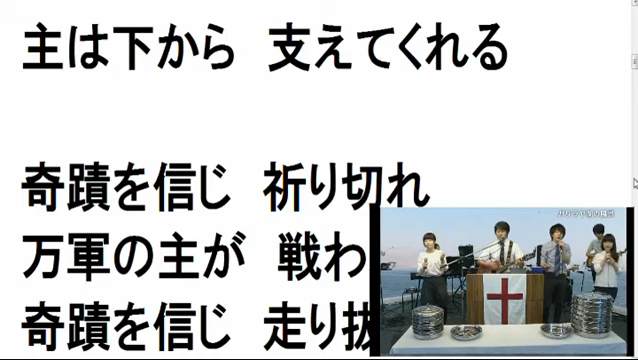 主は下から 支えてくれる
奇蹟を信じ 祈り切れ
万軍の主が 戦わ
奇蹟を信じ 走り抜